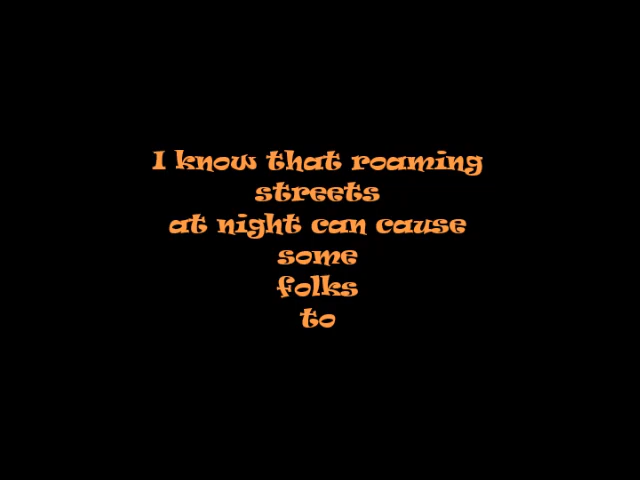 I know that roaming
streets
at night can cause
some
folks
to